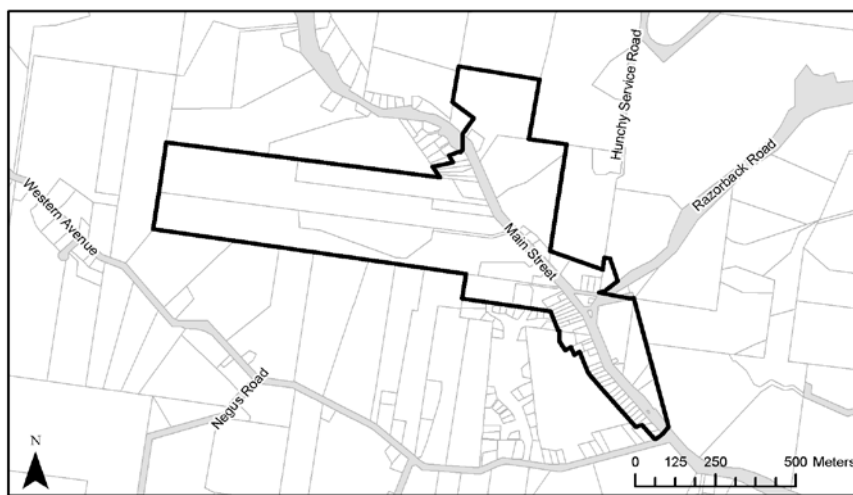 Hunchy Service Road
Razorback Road
Western Avenue
Main Street
Negus Road
N
0 125 250 500 Meters